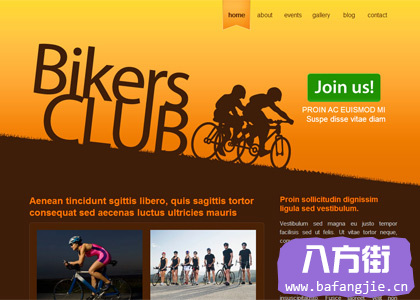 home about events gallery blog contact
Bikers
CLUB
Join us!
PROIN AC EUISMOD MI
Suspe disse vitae diam
Aenean tincidunt sgittis libero, quis sagittis tortor
consequat sed aecenas luctus ultricies mauris
Proin sollicitudin dignissim
ligula sed vestibulum.
Vestibulum sed magna eu justo tempor
facilisis sed ut felis. Ut vitae tortor neque,
八方街
www.bafangjie.cn